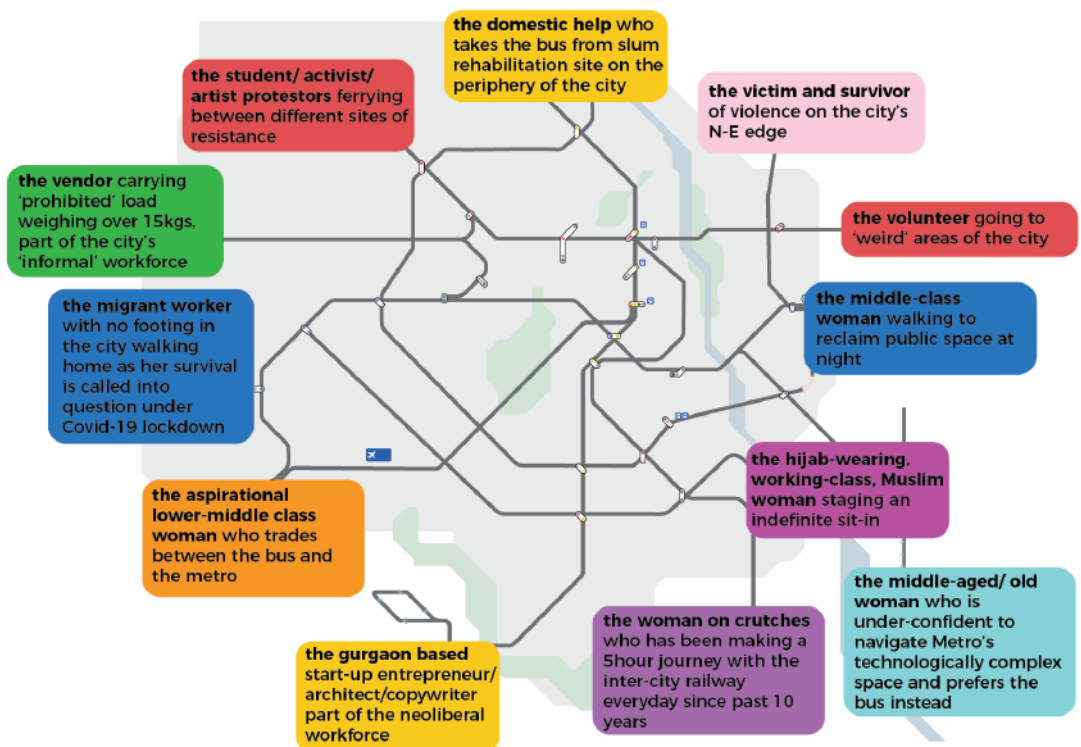 the domestic help who
takes the bus from slum
rehabilitation site on the
periphery of the city
the student/ activist/
artist protestors ferrying
between different sites of
resistance
the victim and survivor
of violence on the city's
N-E edge
the vendor carrying
'prohibited' load
weighing over 15kgs,
part of the city's
'informal' workforce
the volunteer going to
'weird' areas of the city
the migrant worker
with no footing in
the city walking
home as her survival
is called into
question under
Covid-19 lockdown
the middle-class
woman walking to
reclaim public space at
night
the hijab-wearing,
working-class, Muslim
woman staging an
indefinite sit-in
the aspirational
lower-middle class
woman who trades
between the bus and
the metro
the middle-aged/ old
woman who is
under-confident to
navigate Metro's
technologically complex
space and prefers the
bus instead
the woman on crutches
who has been making a
5hour journey with the
inter-city railway
everyday since past 10
years
the gurgaon based
start-up entrepreneur/
architect/copywriter
part of the neoliberal
workforce